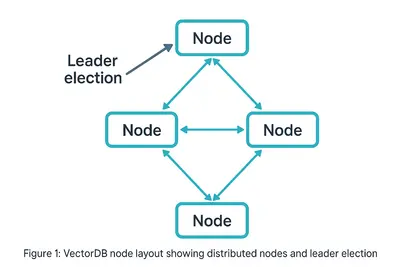 Node
Leader
election
Node
Node
Node
Figure 1: VectorDB node layout showing distributed nodes and leader election